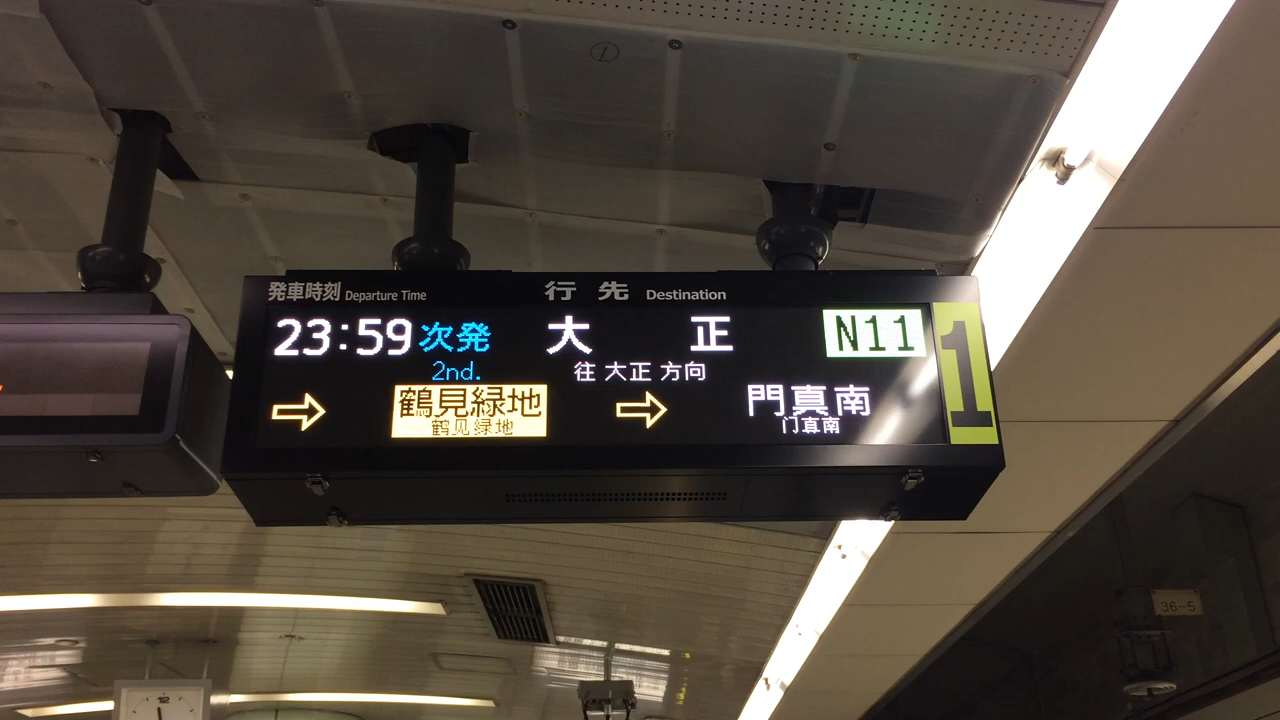 発車時刻 Departure Time 行先 Destination
23:59 次発 大正 N11
2nd. 往 大正 方向
⇨ 鶴見緑地 ⇨ 門真南
鹤见绿地 门真南
1
36-5
12